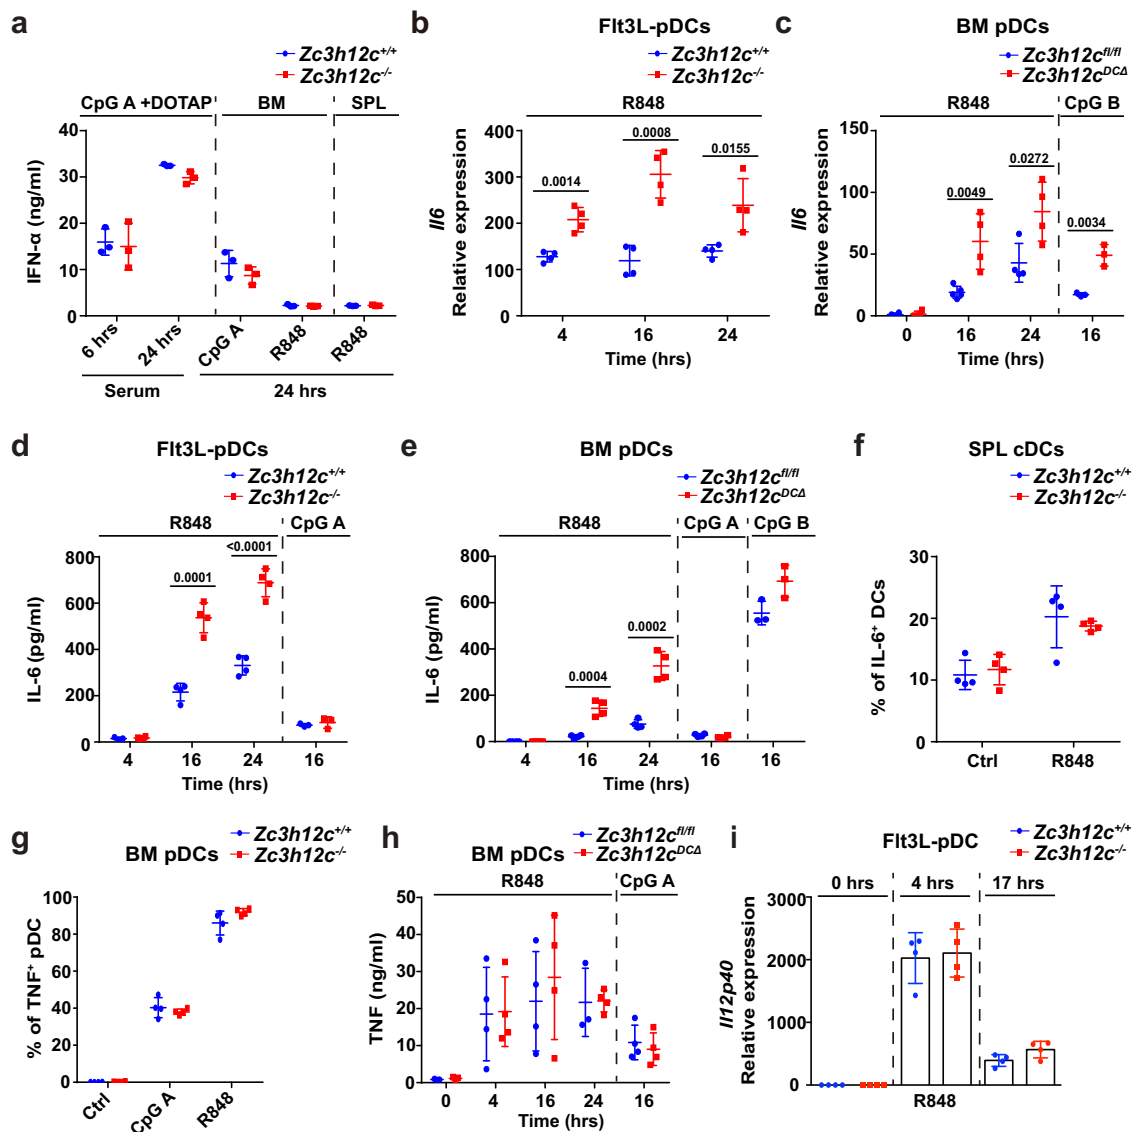 a
Zc3h12c+/+
Zc3h12c-/-
CpG A +DOTAP BM SPL
IFN-α (ng/ml)
40
30
20
10
0
6 hrs 24 hrs CpG A R848 R848
Serum 24 hrs
b
Flt3L-pDCs
Zc3h12c+/+
Zc3h12c-/-
R848
Il6
Relative expression
400
300
200
100
0
0.0014 0.0008 0.0155
4 16 24
Time (hrs)
c
BM pDCs
Zc3h12cfl/fl
Zc3h12cDCΔ
R848 CpG B
Il6
Relative expression
150
100
50
0
0.0049 0.0272 0.0034
0 16 24 16
Time (hrs)
d
Flt3L-pDCs
Zc3h12c+/+
Zc3h12c-/-
R848 CpG A
IL-6 (pg/ml)
800
600
400
200
0
0.0001 <0.0001
4 16 24 16
Time (hrs)
e
BM pDCs
Zc3h12cfl/fl
Zc3h12cDCΔ
R848 CpG A CpG B
IL-6 (pg/ml)
800
600
400
200
0
0.0004 0.0002
4 16 24 16 16
Time (hrs)
f
SPL cDCs
Zc3h12c+/+
Zc3h12c-/-
% of IL-6+ DCs
30
20
10
0
Ctrl R848
g
BM pDCs
Zc3h12c+/+
Zc3h12c-/-
% of TNF+ pDC
100
80
60
40
20
0
Ctrl CpG A R848
h
BM pDCs
Zc3h12cfl/fl
Zc3h12cDCΔ
R848 CpG A
TNF (ng/ml)
50
40
30
20
10
0
0 4 16 24 16
Time (hrs)
i
Flt3L-pDC
Zc3h12c+/+
Zc3h12c-/-
0 hrs 4 hrs 17 hrs
Il12p40
Relative expression
3000
2000
1000
0
R848